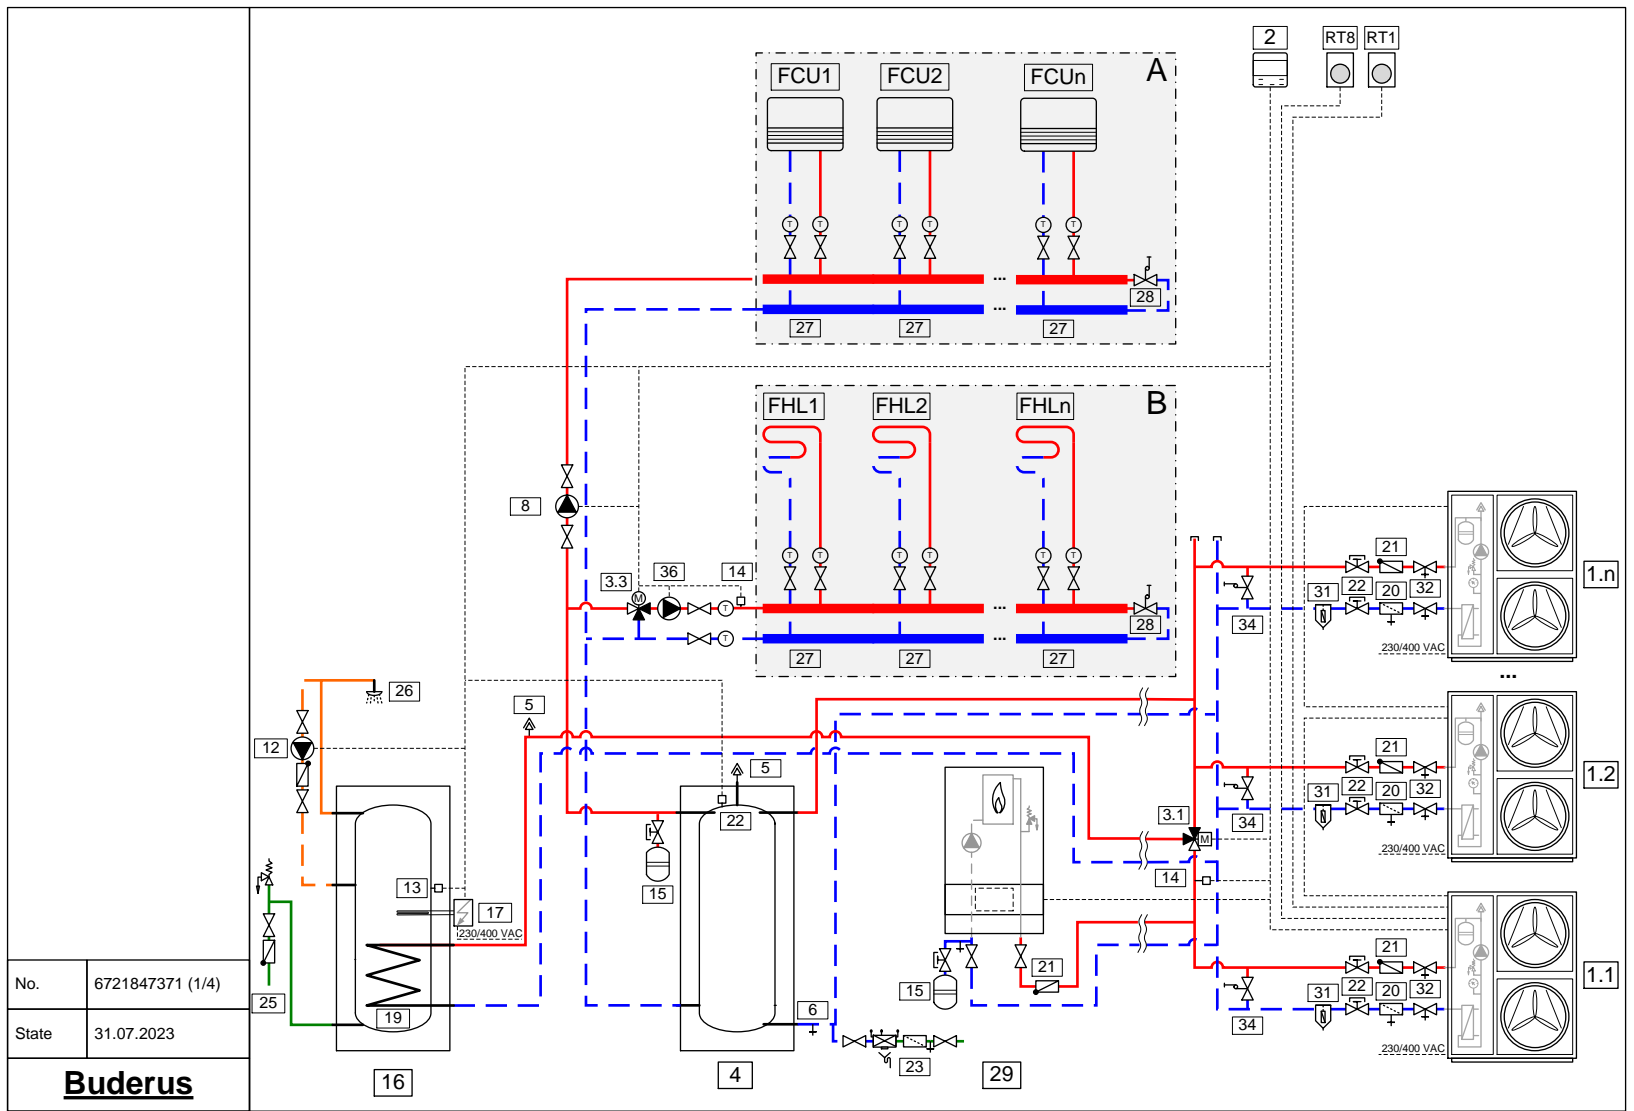 2
RT8
RT1
A
FCU1
FCU2
FCUn
T
T
T
T
T
T
...
...
28
27
27
27
B
FHL1
FHL2
FHLn
8
T
T
T
T
T
T
3.3
36
14
M
T
T
...
...
28
27
27
27
21
1.n
31
22
20
32
34
230/400 VAC
...
26
5
12
5
22
21
1.2
31
22
20
32
34
230/400 VAC
3.1
M
14
15
13
17
230/400 VAC
21
1.1
31
22
20
32
34
230/400 VAC
15
21
25
19
6
23
16
4
29
No.
6721847371 (1/4)
State
31.07.2023
Buderus